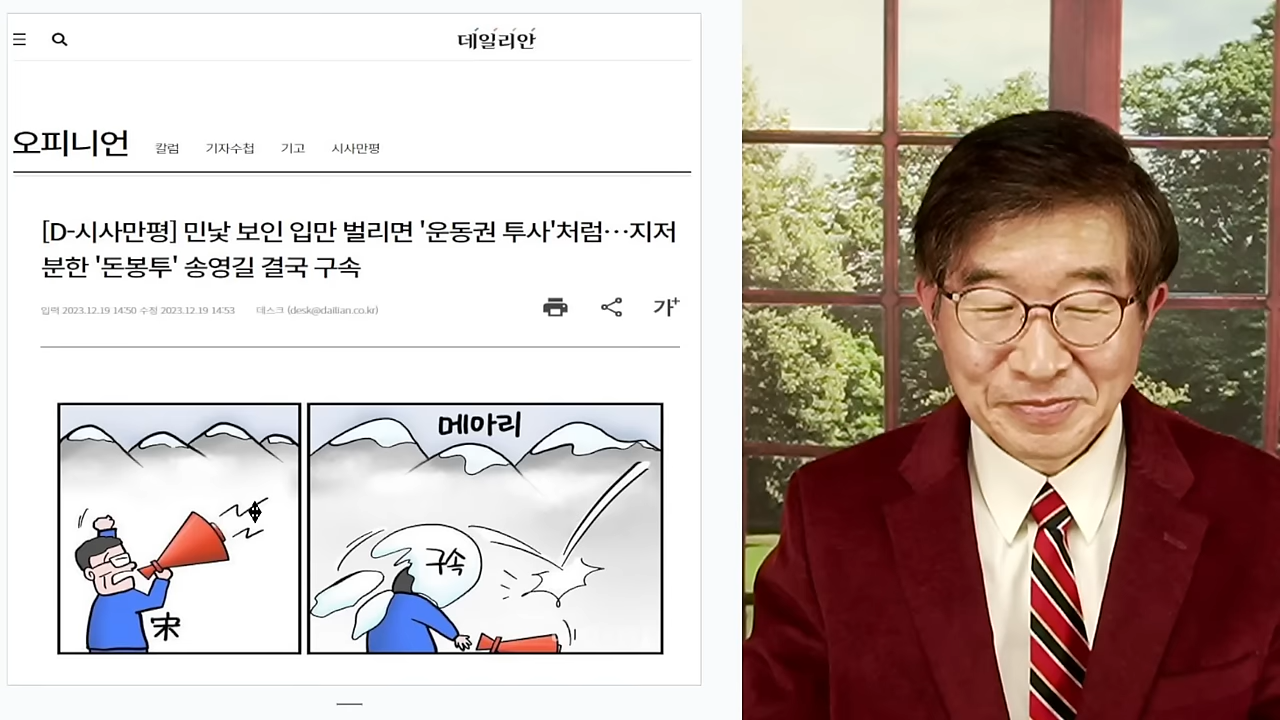 데일리안
오피니언 칼럼 기자수첩 기고 시사만평
[D-시사만평] 민낯 보인 입만 벌리면 '운동권 투사'처럼…지저
분한 '돈봉투' 송영길 결국 구속
입력 2023.12.19 14:50 수정 2023.12.19 14:53 데스크 (desk@dailian.co.kr)
가+
메아리
구속
宋